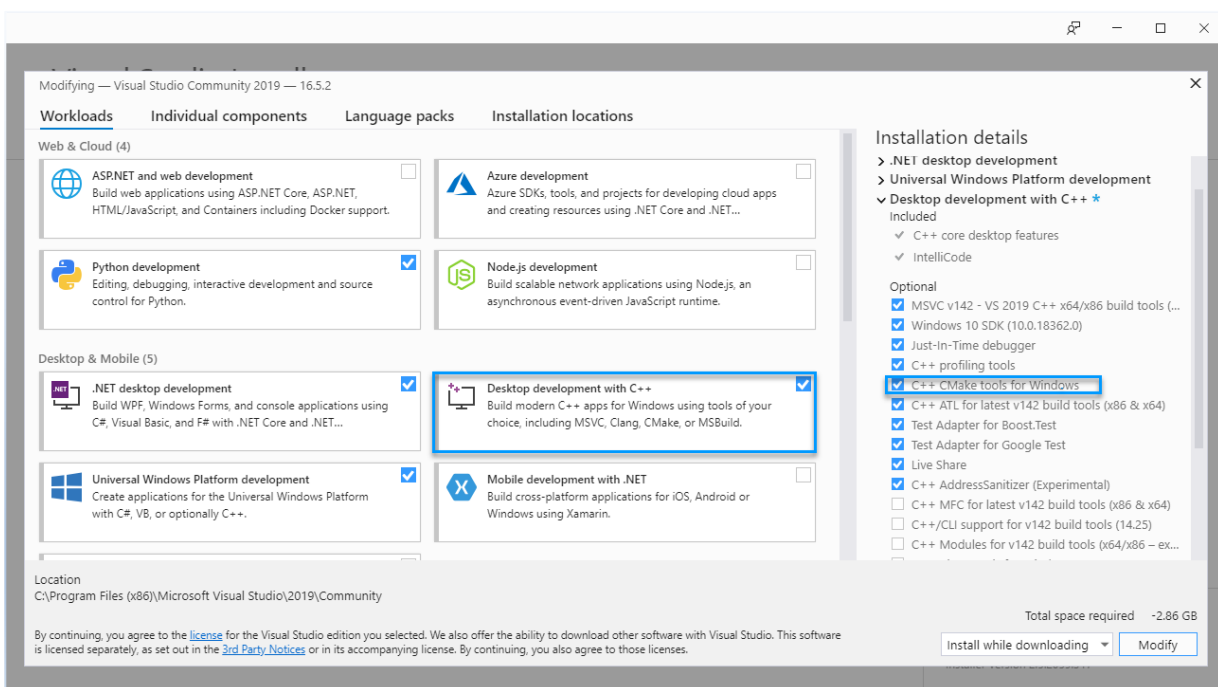 Modifying — Visual Studio Community 2019 — 16.5.2
Workloads Individual components Language packs Installation locations
Web & Cloud (4)
ASP.NET and web development
Build web applications using ASP.NET Core, ASP.NET,
HTML/JavaScript, and Containers including Docker support.
Azure development
Azure SDKs, tools, and projects for developing cloud apps
and creating resources using .NET Core and .NET...
Python development
Editing, debugging, interactive development and source
control for Python.
Node.js development
Build scalable network applications using Node.js, an
asynchronous event-driven JavaScript runtime.
Desktop & Mobile (5)
.NET desktop development
Build WPF, Windows Forms, and console applications using
C#, Visual Basic, and F# with .NET Core and .NET...
Desktop development with C++
Build modern C++ apps for Windows using tools of your
choice, including MSVC, Clang, CMake, or MSBuild.
Universal Windows Platform development
Create applications for the Universal Windows Platform
with C#, VB, or optionally C++.
Mobile development with .NET
Build cross-platform applications for iOS, Android or
Windows using Xamarin.
Installation details
.NET desktop development
Universal Windows Platform development
Desktop development with C++ *
Included
C++ core desktop features
IntelliCode
Optional
MSVC v142 - VS 2019 C++ x64/x86 build tools (...
Windows 10 SDK (10.0.18362.0)
Just-In-Time debugger
C++ profiling tools
C++ CMake tools for Windows
C++ ATL for latest v142 build tools (x86 & x64)
Test Adapter for Boost.Test
Test Adapter for Google Test
Live Share
C++ AddressSanitizer (Experimental)
C++ MFC for latest v142 build tools (x86 & x64)
C++/CLI support for v142 build tools (14.25)
C++ Modules for v142 build tools (x64/x86 – ex...
Location
C:\Program Files (x86)\Microsoft Visual Studio\2019\Community
Total space required -2.86 GB
By continuing, you agree to the license for the Visual Studio edition you selected. We also offer the ability to download other software with Visual Studio. This software
is licensed separately, as set out in the 3rd Party Notices or in its accompanying license. By continuing, you also agree to those licenses.
Install while downloading Modify